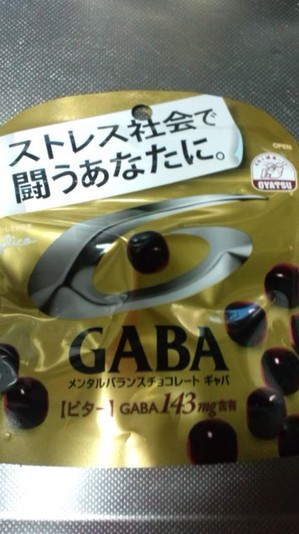 ストレス社会で
闘うあなたに。
OPEN
OYATSU
glico
GABA
メンタルバランスチョコレート ギャバ
【ビター】GABA 143mg含有